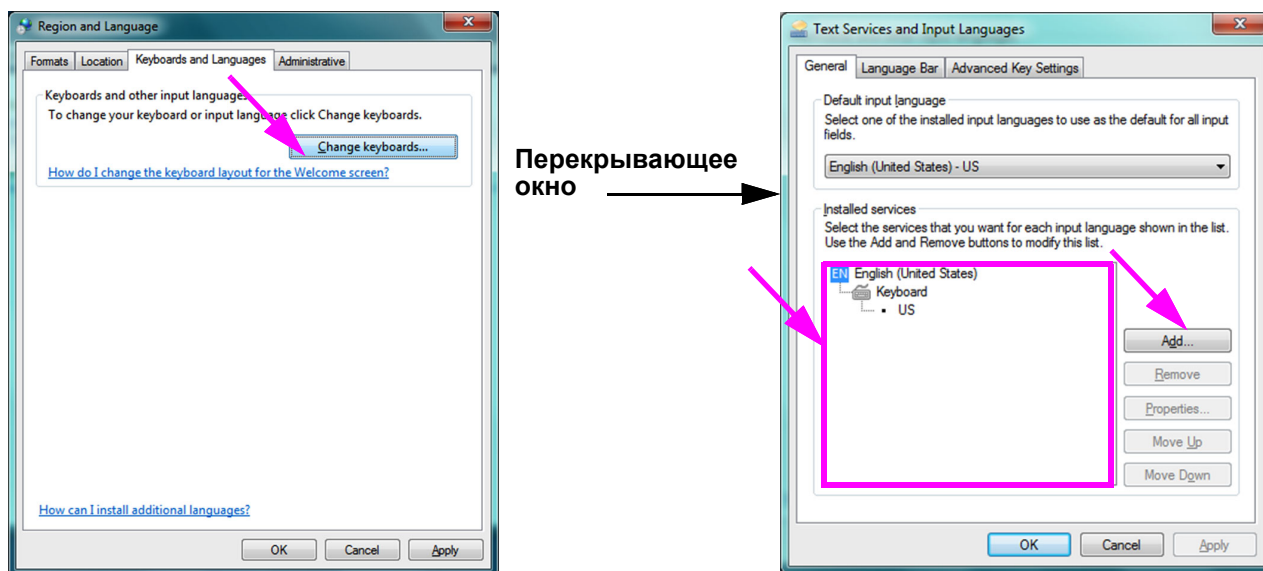 Region and Language
Formats Location Keyboards and Languages Administrative
Keyboards and other input languages
To change your keyboard or input language click Change keyboards.
Change keyboards...
How do I change the keyboard layout for the Welcome screen?
How can I install additional languages?
OK Cancel Apply
Перекрывающее
окно
Text Services and Input Languages
General Language Bar Advanced Key Settings
Default input language
Select one of the installed input languages to use as the default for all input
fields.
English (United States) - US
Installed services
Select the services that you want for each input language shown in the list.
Use the Add and Remove buttons to modify this list.
EN English (United States)
Keyboard
US
Add...
Remove
Properties...
Move Up
Move Down
OK Cancel Apply